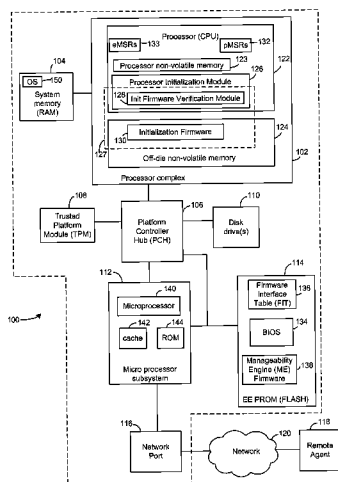 Processor (CPU)
eMSRs
133
pMSRs
132
104
OS
150
System
memory
(RAM)
Processor non-volatile memory
123
126
122
Processor Initialization Module
128
Init Firmware Verification Module
124
Initialization Firmware
130
127
Off-die non-volatile memory
102
Processor complex
108
Trusted
Platform
Module (TPM)
106
Platform
Controller
Hub (PCH)
110
Disk
drive(s)
112
140
Microprocessor
142
cache
144
ROM
Micro processor
subsystem
114
Firmware
Interface
Table (FIT)
136
BIOS
134
Manageability
Engine (ME)
Firmware
138
EE PROM (FLASH)
100
116
Network
Port
120
Network
118
Remote
Agent